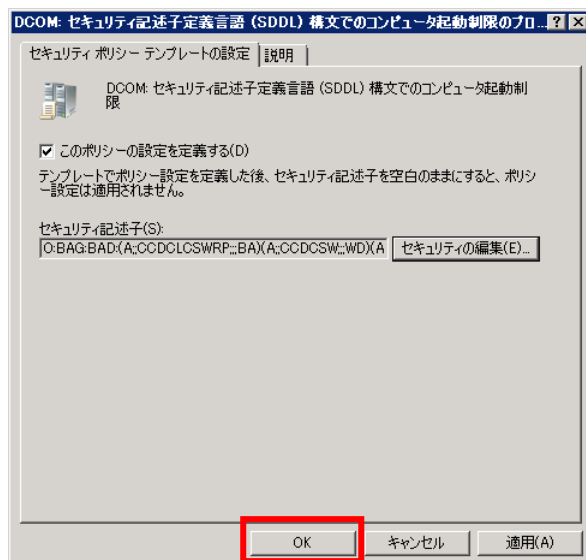 DCOM: セキュリティ記述子定義言語 (SDDL) 構文でのコンピュータ起動制限のプロ...
セキュリティ ポリシー テンプレートの設定 説明
DCOM: セキュリティ記述子定義言語 (SDDL) 構文でのコンピュータ起動制
限
このポリシーの設定を定義する(D)
テンプレートでポリシー設定を定義した後、セキュリティ記述子を空白のままにすると、ポリシ
ー設定は適用されません。
セキュリティ記述子(S):
O:BAG:BAD:(A;;CCDCLCSWRP;;;BA)(A;;CCDCSW;;;WD)(A セキュリティの編集(E)...
OK キャンセル 適用(A)